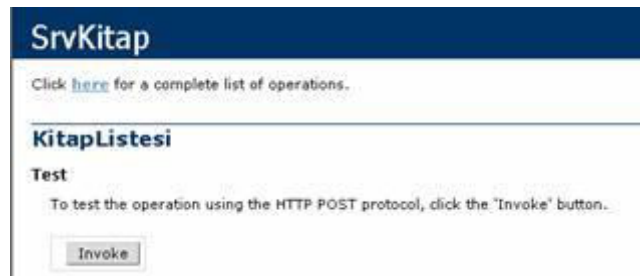 SrvKitap
Click here for a complete list of operations.
KitapListesi
Test
To test the operation using the HTTP POST protocol, click the 'Invoke' button.
Invoke